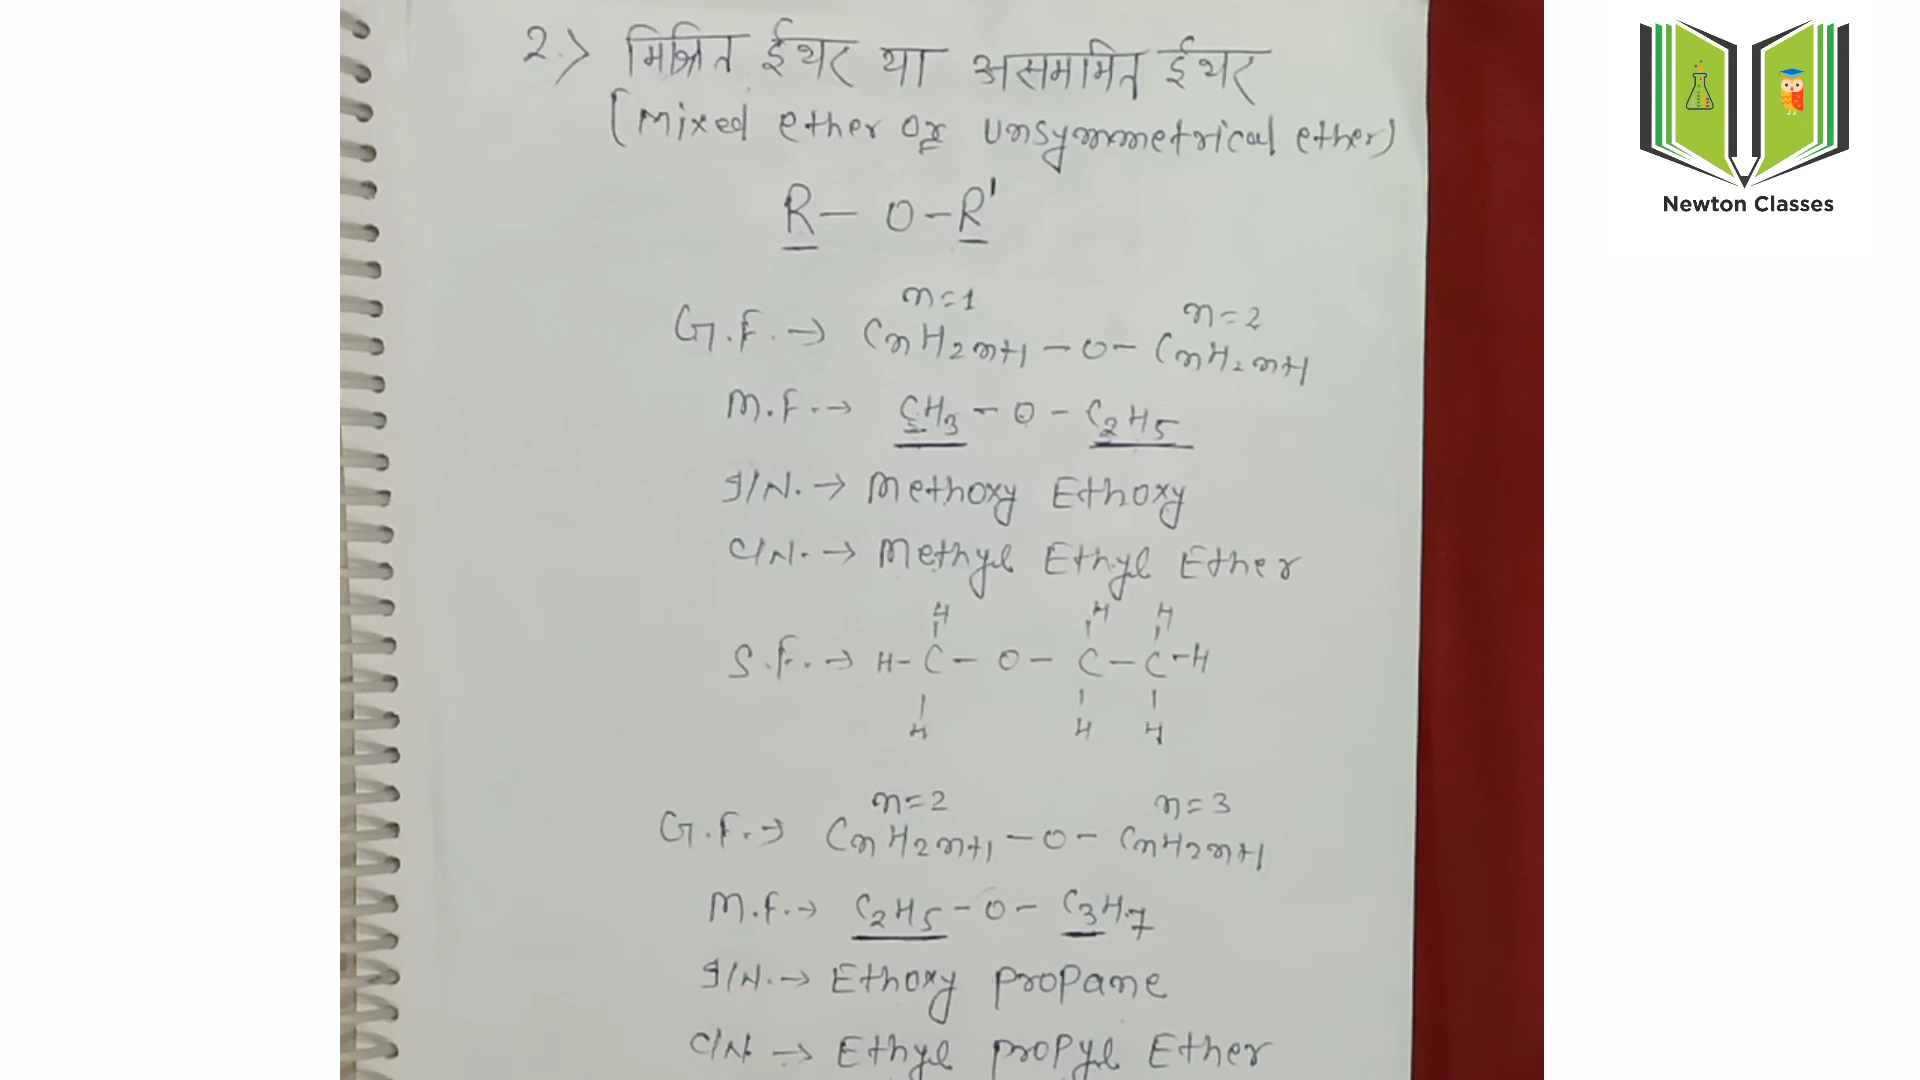 2.) मिश्रित ईथर या असममित ईथर
(Mixed ether or Unsymmetrical ether)
R - O - R'
n=1 n=2
G.F. → CnH2n+1 - O - CnH2n+1
M.F. → CH3 - O - C2H5
I/N. → Methoxy Ethoxy
C/N. → Methyl Ethyl Ether
H H H
S.F. → H - C - O - C - C - H
H H H
n=2 n=3
G.F. → CnH2n+1 - O - CnH2n+1
M.F. → C2H5 - O - C3H7
I/N. → Ethoxy propane
C/N → Ethyl propyl Ether
Newton Classes